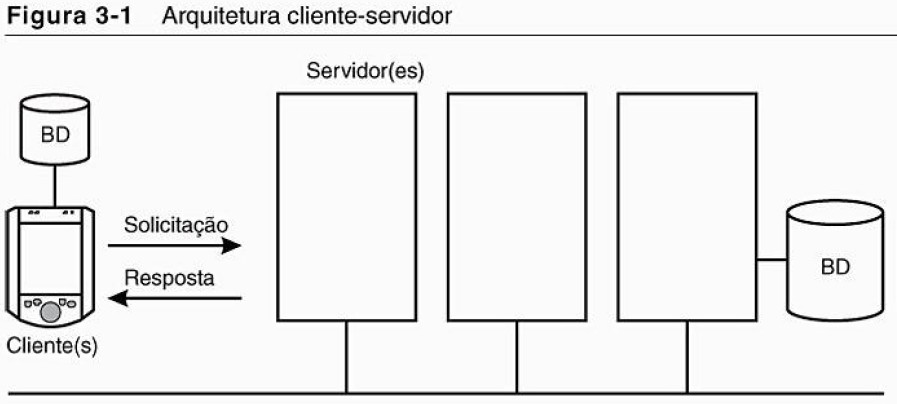 Figura 3-1 Arquitetura cliente-servidor
Servidor(es)
BD
Solicitação
Resposta
BD
Cliente(s)